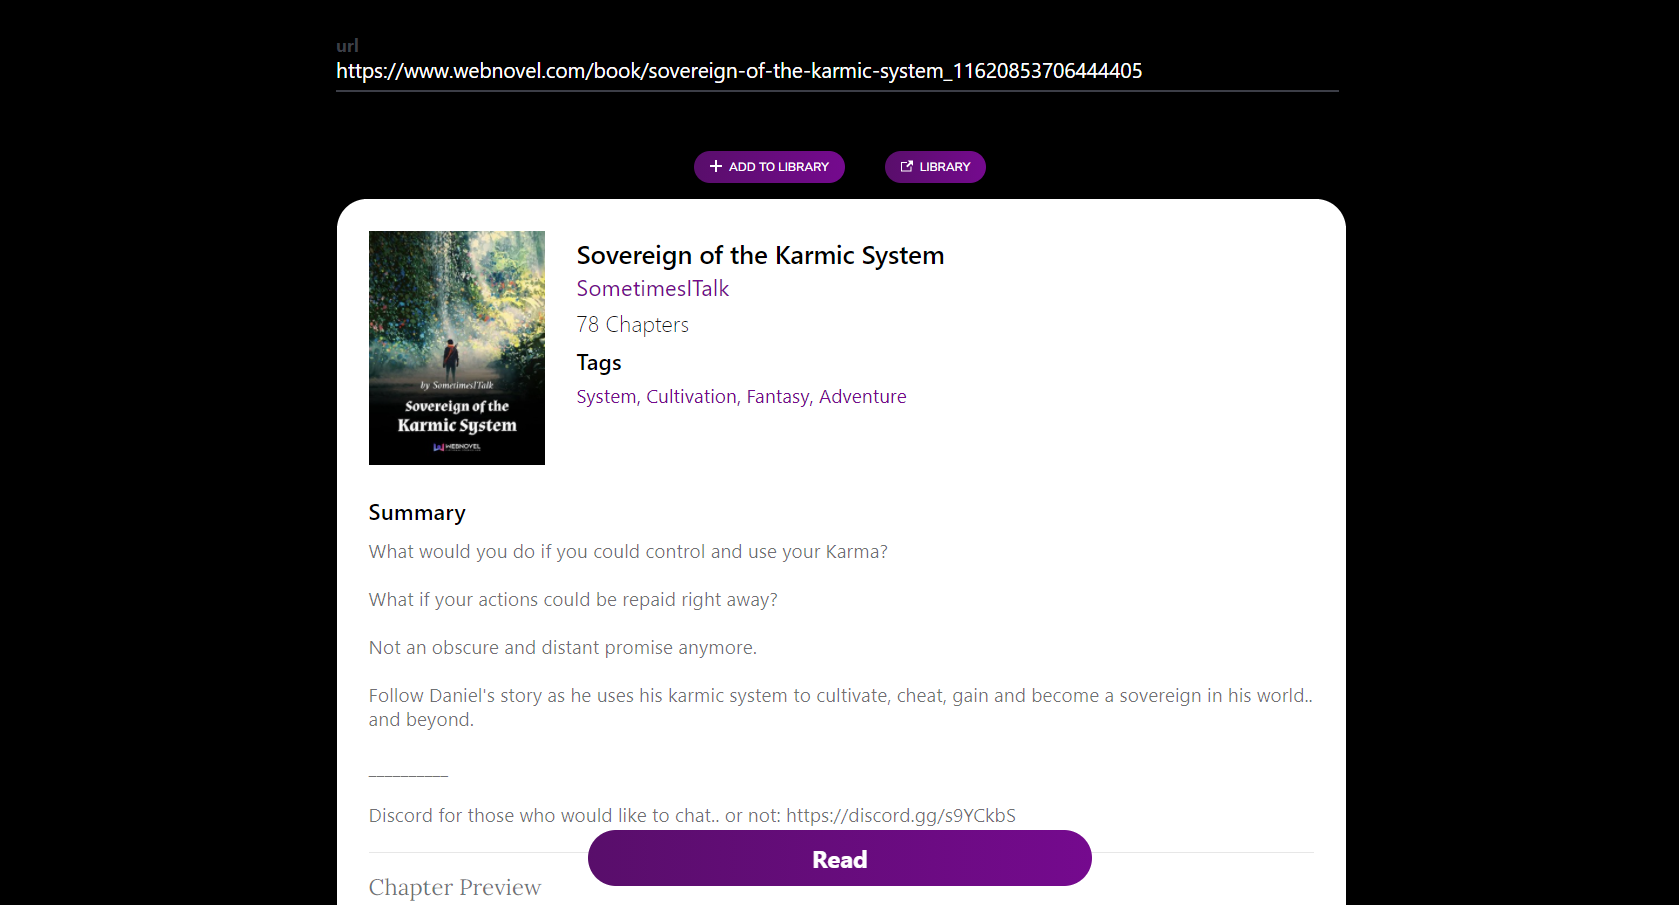 url
https://www.webnovel.com/book/sovereign-of-the-karmic-system_11620853706444405
ADD TO LIBRARY
LIBRARY
by SometimesITalk
Sovereign of the
Karmic System
WEBNOVEL
Sovereign of the Karmic System
SometimesITalk
78 Chapters
Tags
System, Cultivation, Fantasy, Adventure
Summary
What would you do if you could control and use your Karma?
What if your actions could be repaid right away?
Not an obscure and distant promise anymore.
Follow Daniel's story as he uses his karmic system to cultivate, cheat, gain and become a sovereign in his world..
and beyond.
__________
Discord for those who would like to chat.. or not: https://discord.gg/s9YCkbS
Read
Chapter Preview